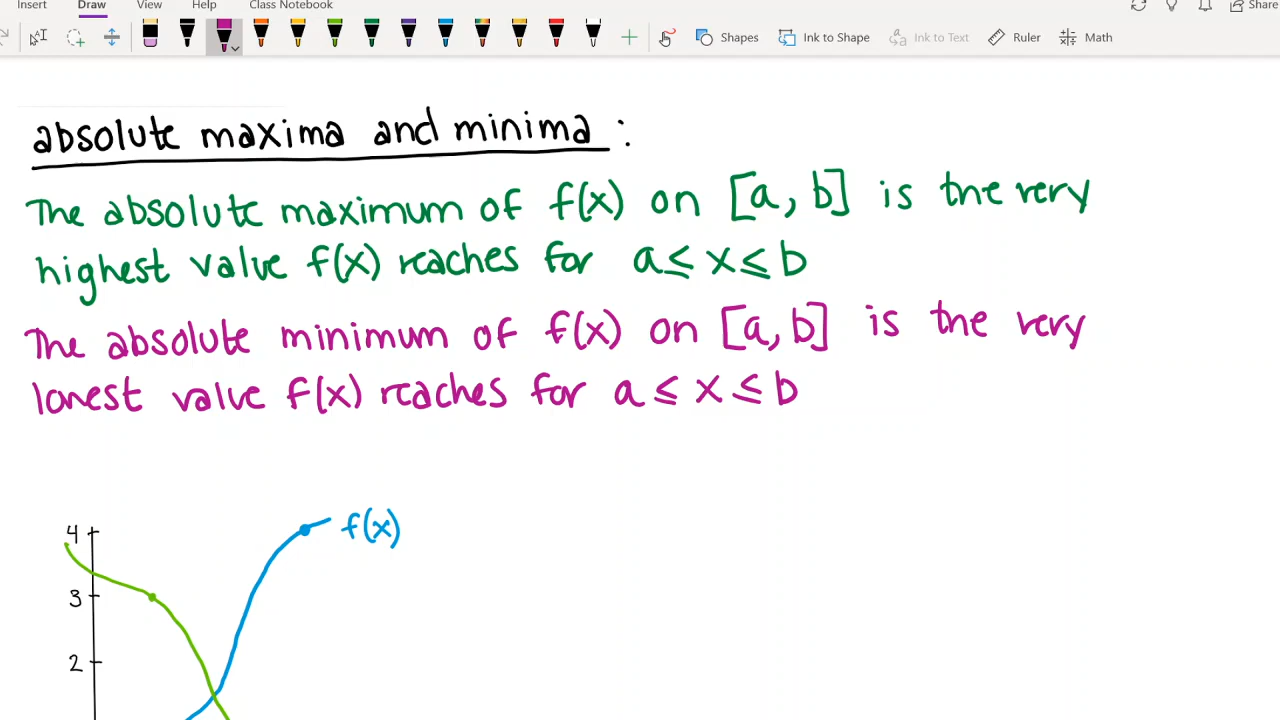 Insert Draw View Help Class Notebook Share
Shapes Ink to Shape Ink to Text Ruler Math
absolute maxima and minima :
The absolute maximum of f(x) on [a, b] is the very
highest value f(x) reaches for a ≤ x ≤ b
The absolute minimum of f(x) on [a, b] is the very
lowest value f(x) reaches for a ≤ x ≤ b
4
f(x)
3
2